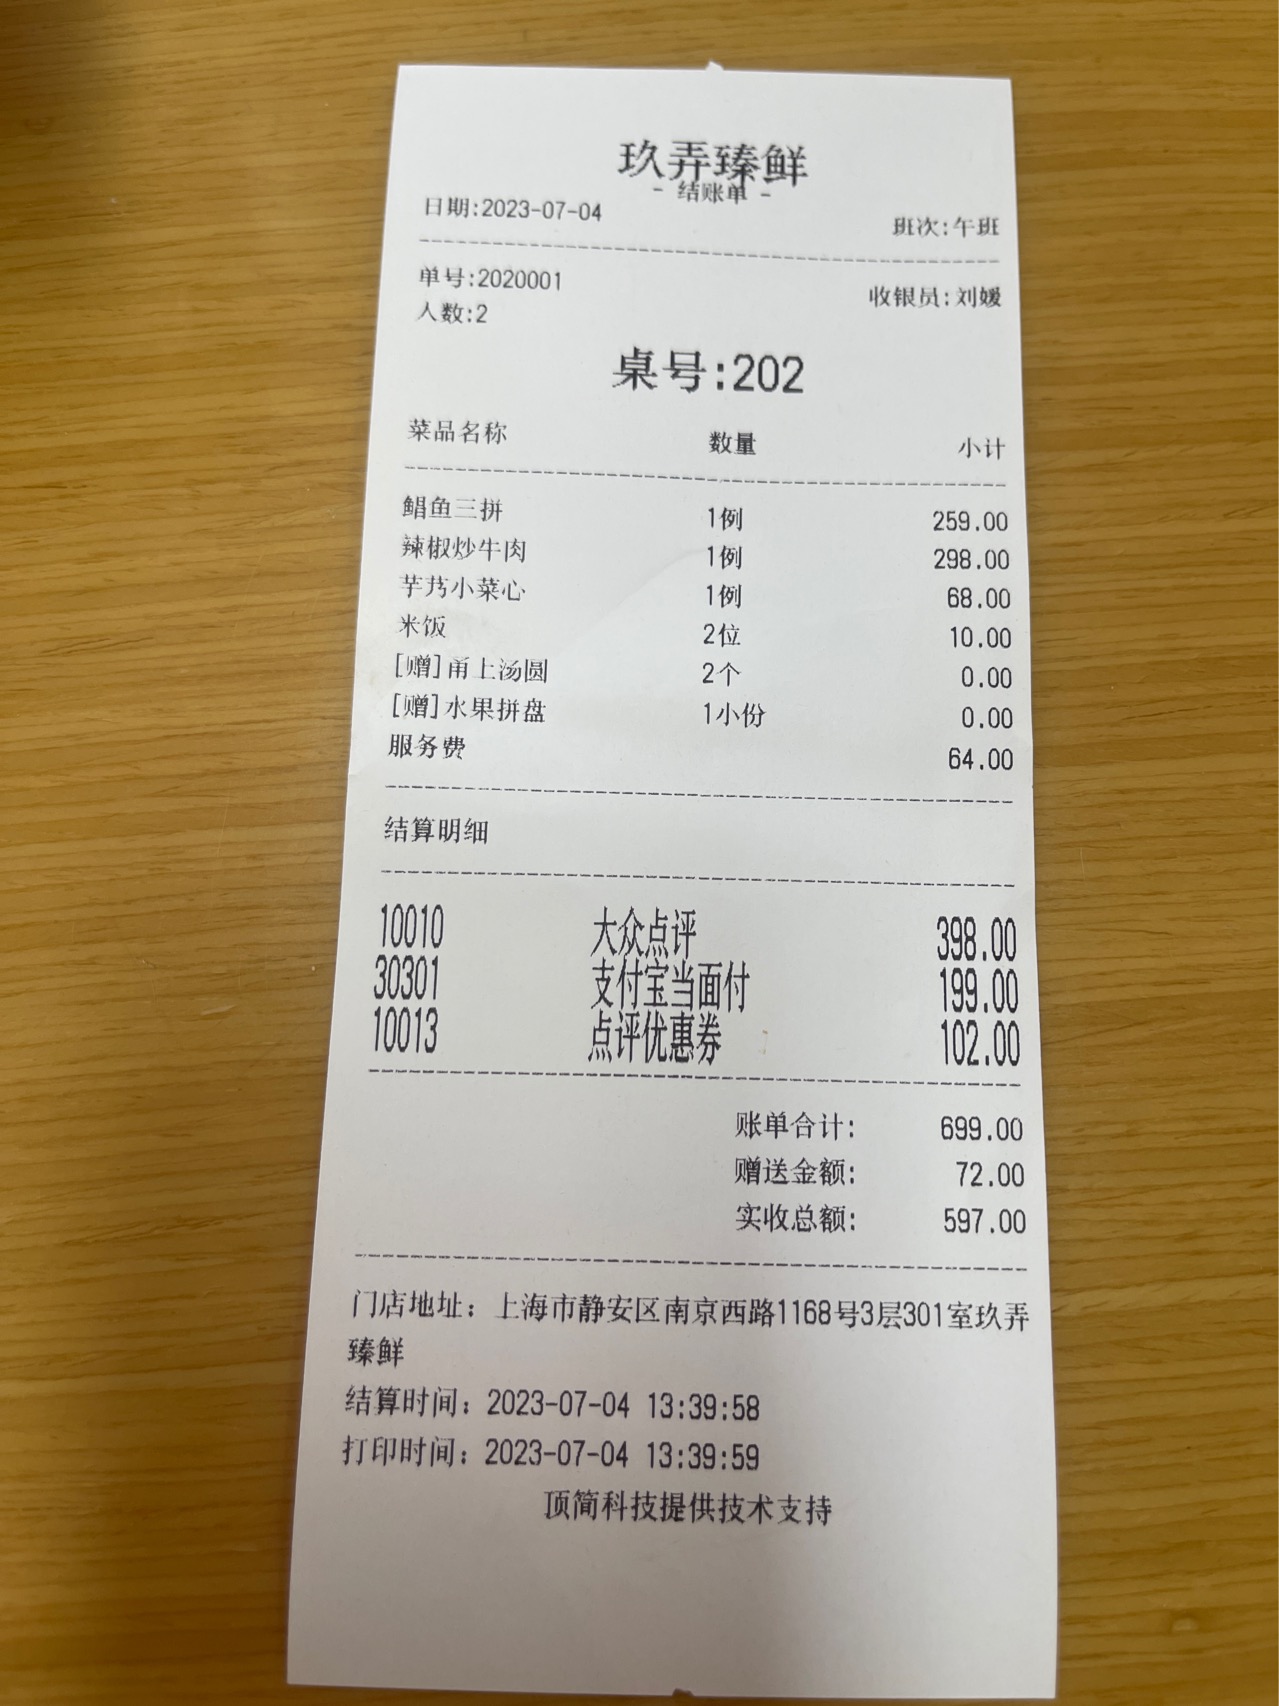 玖弄臻鲜
- 结账单 -
日期:2023-07-04 班次:午班
单号:2020001 收银员:刘媛
人数:2
桌号:202
菜品名称 数量 小计
鲳鱼三拼 1例 259.00
辣椒炒牛肉 1例 298.00
芋艿小菜心 1例 68.00
米饭 2位 10.00
[赠]甬上汤圆 2个 0.00
[赠]水果拼盘 1小份 0.00
服务费 64.00
结算明细
10010 大众点评 398.00
30301 支付宝当面付 199.00
10013 点评优惠券 102.00
账单合计: 699.00
赠送金额: 72.00
实收总额: 597.00
门店地址：上海市静安区南京西路1168号3层301室玖弄
臻鲜
结算时间：2023-07-04 13:39:58
打印时间：2023-07-04 13:39:59
顶简科技提供技术支持